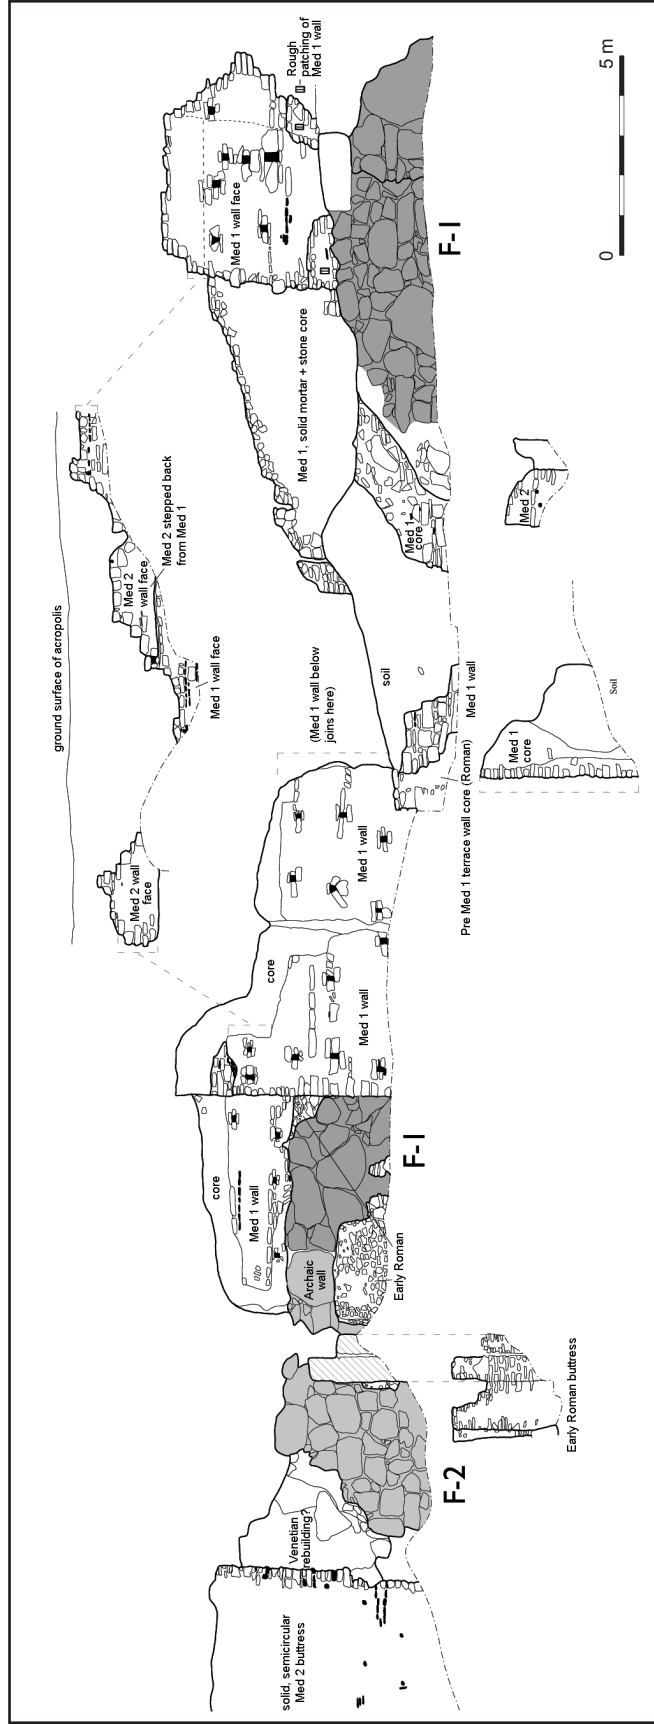 ground surface of acropolis
Med 2 wall
face
Med 2
wall face
Med 2 stepped back
from Med 1
Med 1 wall face
Rough
patching of
Med 1 wall
Med 1 wall face
Med 1, solid mortar + stone core
Med 1
core
(Med 1 wall below
joins here)
soil
Med 1 wall
Pre Med 1 terrace wall core (Roman)
F-1
0
5 m
Med 2
Med 1
core
Soil
core
Med 1 wall
Med 1 wall
core
Med 1 wall
Archaic
wall
Early Roman
F-1
solid, semicircular
Med 2 buttress
Venetian
rebuilding?
F-2
Early Roman buttress